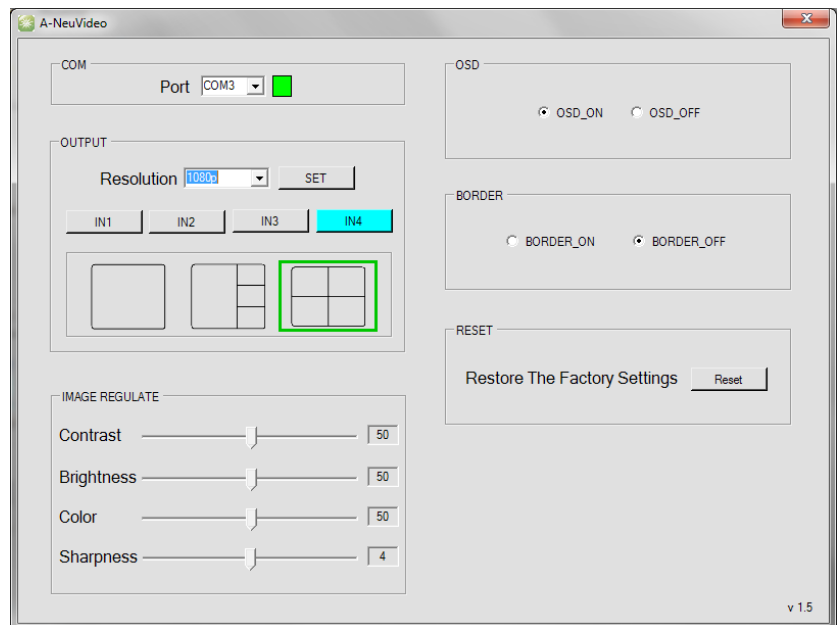 A-NeuVideo
COM
Port COM3
OUTPUT
Resolution 1080p SET
IN1 IN2 IN3 IN4
IMAGE REGULATE
Contrast 50
Brightness 50
Color 50
Sharpness 4
OSD
OSD_ON OSD_OFF
BORDER
BORDER_ON BORDER_OFF
RESET
Restore The Factory Settings Reset
v 1.5